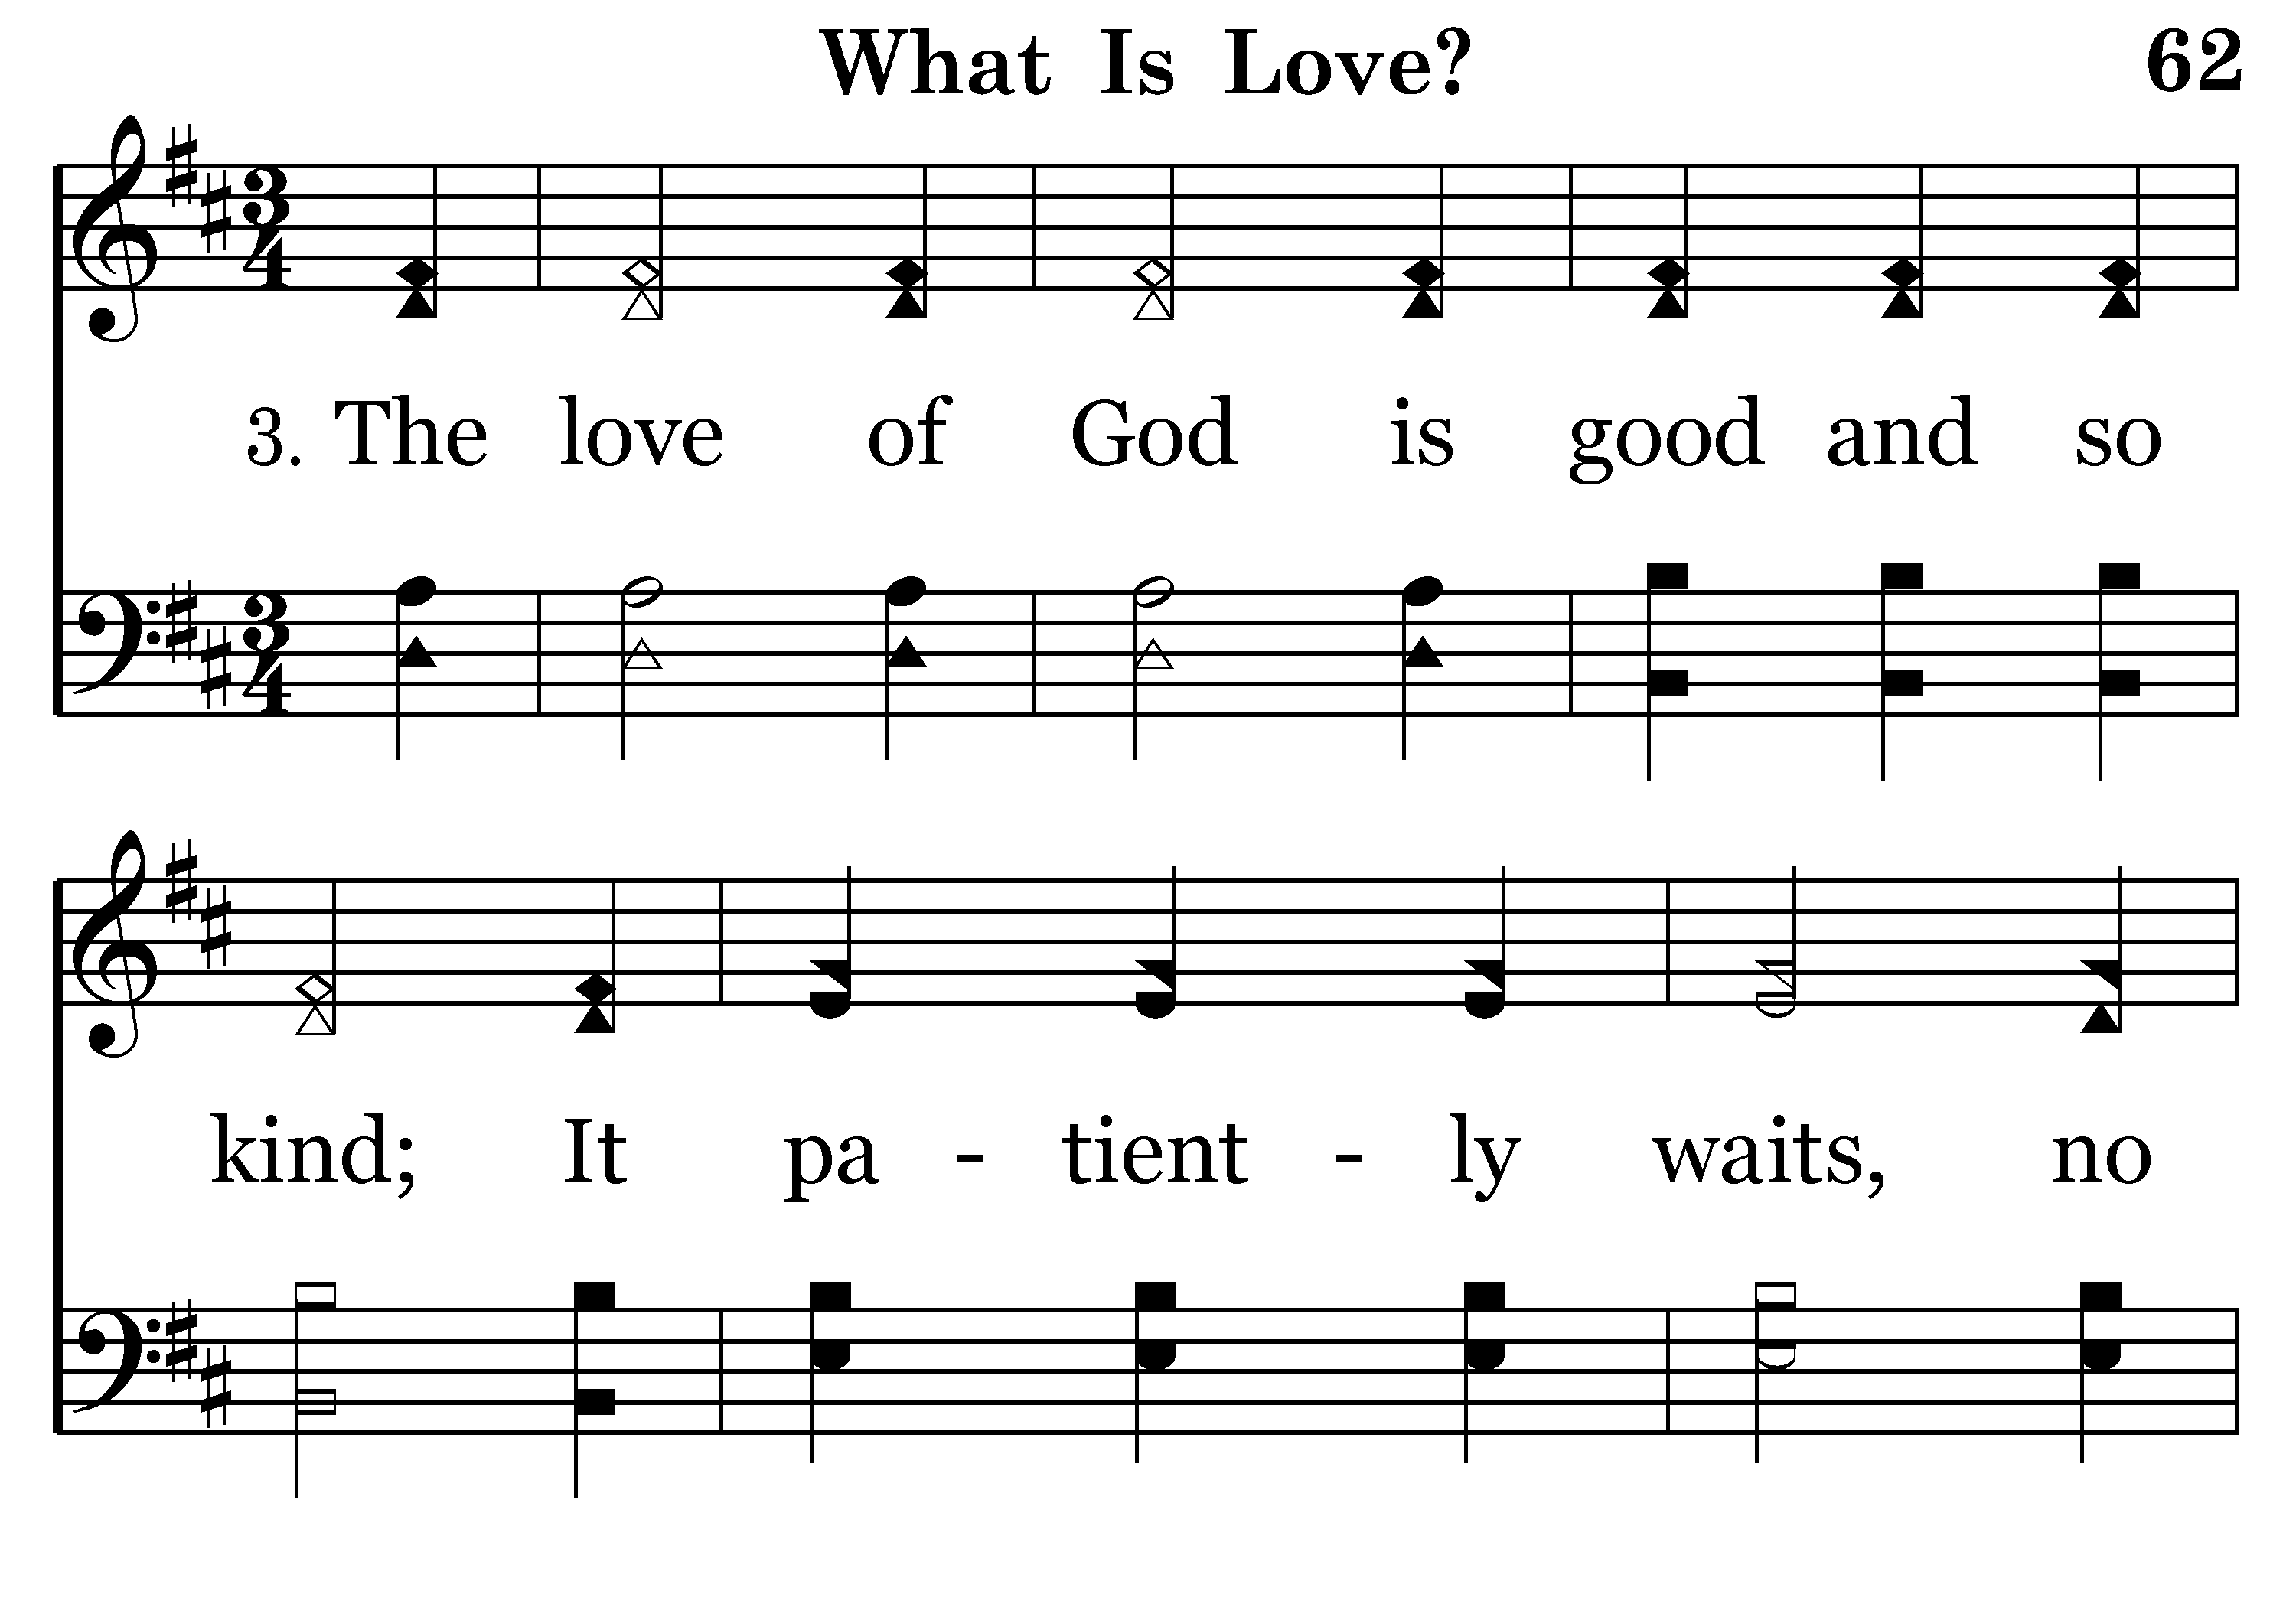 What Is Love? 62
3. The love of God is good and so
kind; It pa - tient - ly waits, no